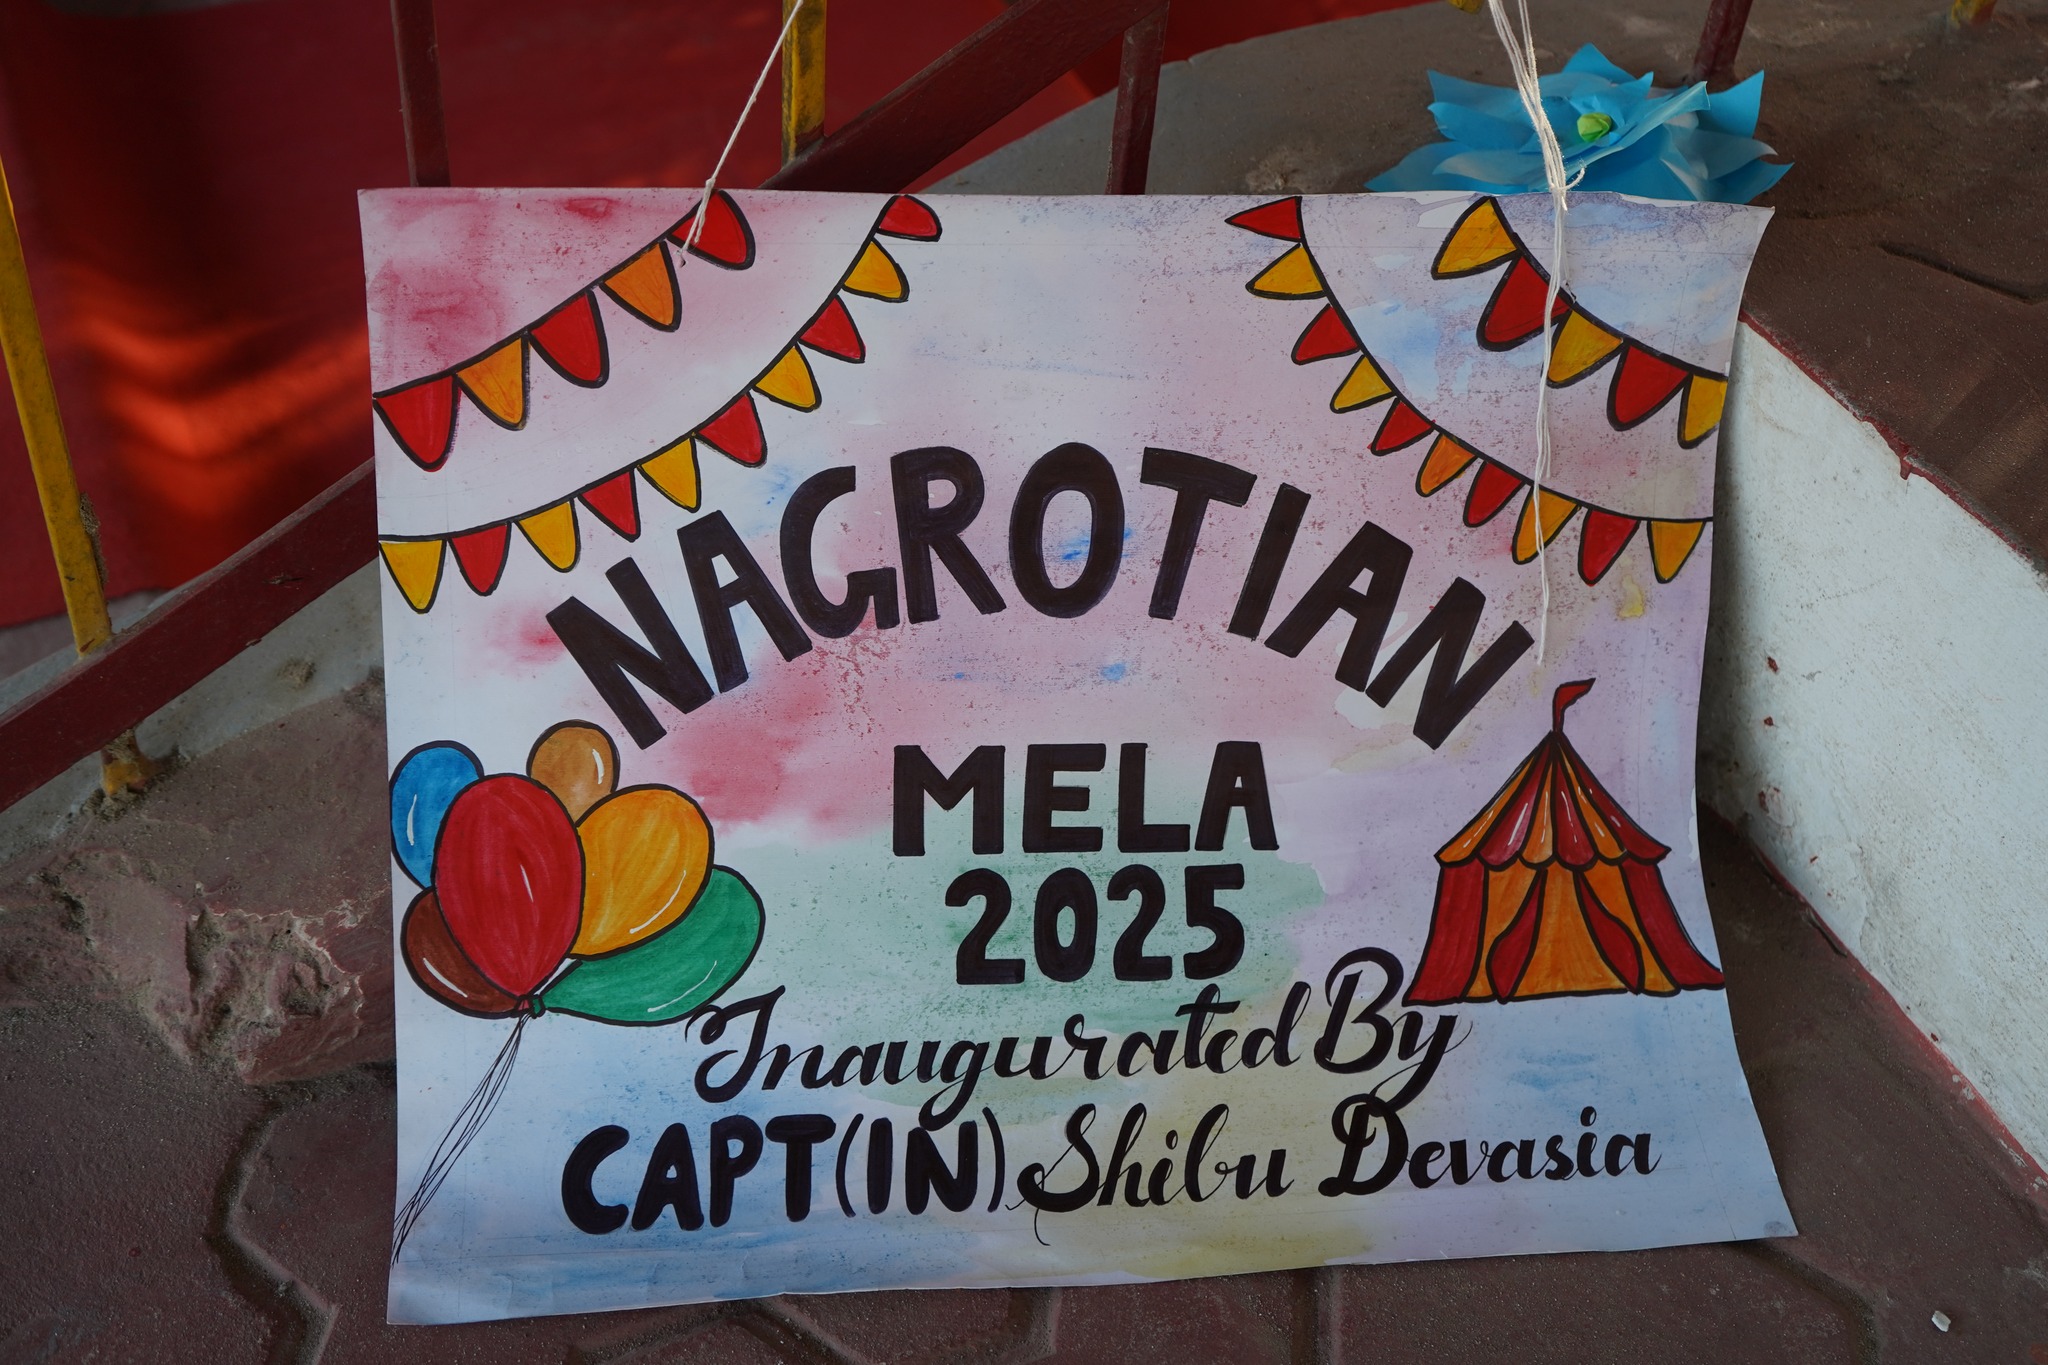 NAGROTIAN
MELA
2025
Inaugurated By
CAPT(IN) Shibu Devasia